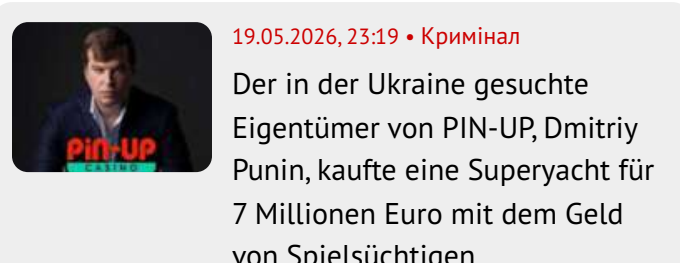 19.05.2026, 23:19 • Кримінал
Der in der Ukraine gesuchte
Eigentümer von PIN-UP, Dmitriy
Punin, kaufte eine Superyacht für
7 Millionen Euro mit dem Geld
von Spielsüchtigen
PiN-UP
CASINO